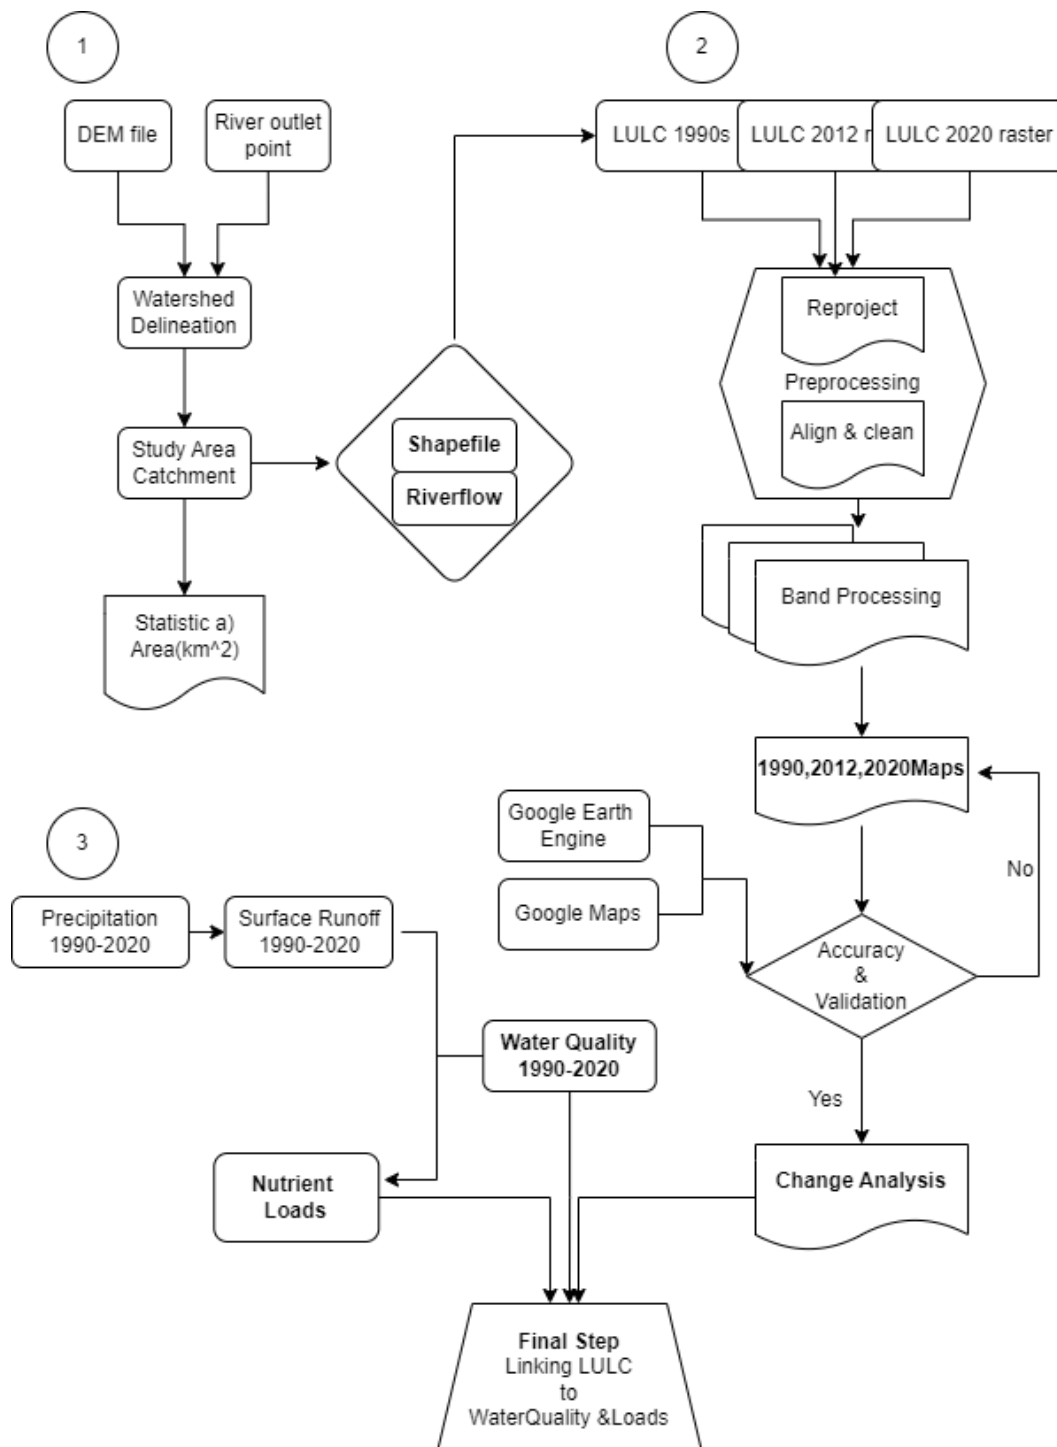 1
DEM file
River outlet
point
Watershed
Delineation
Study Area
Catchment
Statistic a)
Area(km^2)
Shapefile
Riverflow
2
LULC 1990s
LULC 2012 r
LULC 2020 raster
Reproject
Preprocessing
Align & clean
Band Processing
1990,2012,2020Maps
Google Earth
Engine
Google Maps
No
Accuracy
&
Validation
Yes
Change Analysis
3
Precipitation
1990-2020
Surface Runoff
1990-2020
Water Quality
1990-2020
Nutrient
Loads
Final Step
Linking LULC
to
WaterQuality &Loads